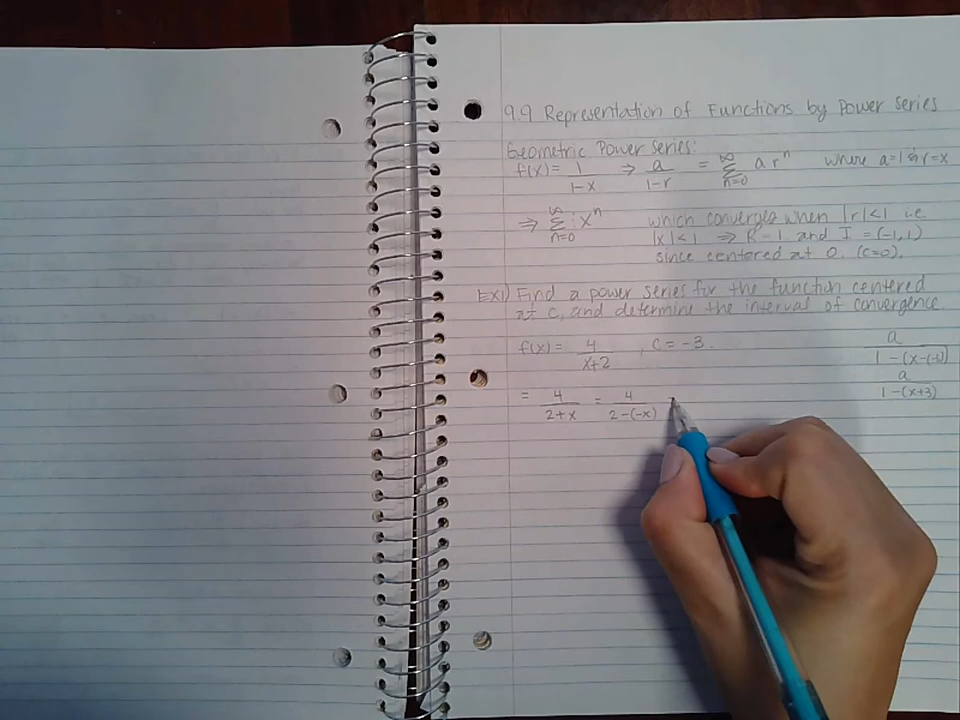 9.9 Representation of Functions by Power Series
Geometric Power Series:
f(x) = 1/(1-x) ⇒ a/(1-r) = ∞∑n=0 a rⁿ where a=1 & r=x
⇒ ∞∑n=0 xⁿ which converges when |r|<1 i.e
|x|<1 ⇒ R=1 and I = (-1,1)
since centered at 0. (c=0).
EX1) Find a power series for the function centered
at c, and determine the interval of convergence.
f(x) = 4/(x+2) , c = -3.
a/(1-(x-(-3)))
a/(1-(x+3))
= 4/(2+x) = 4/(2-(-x)) =